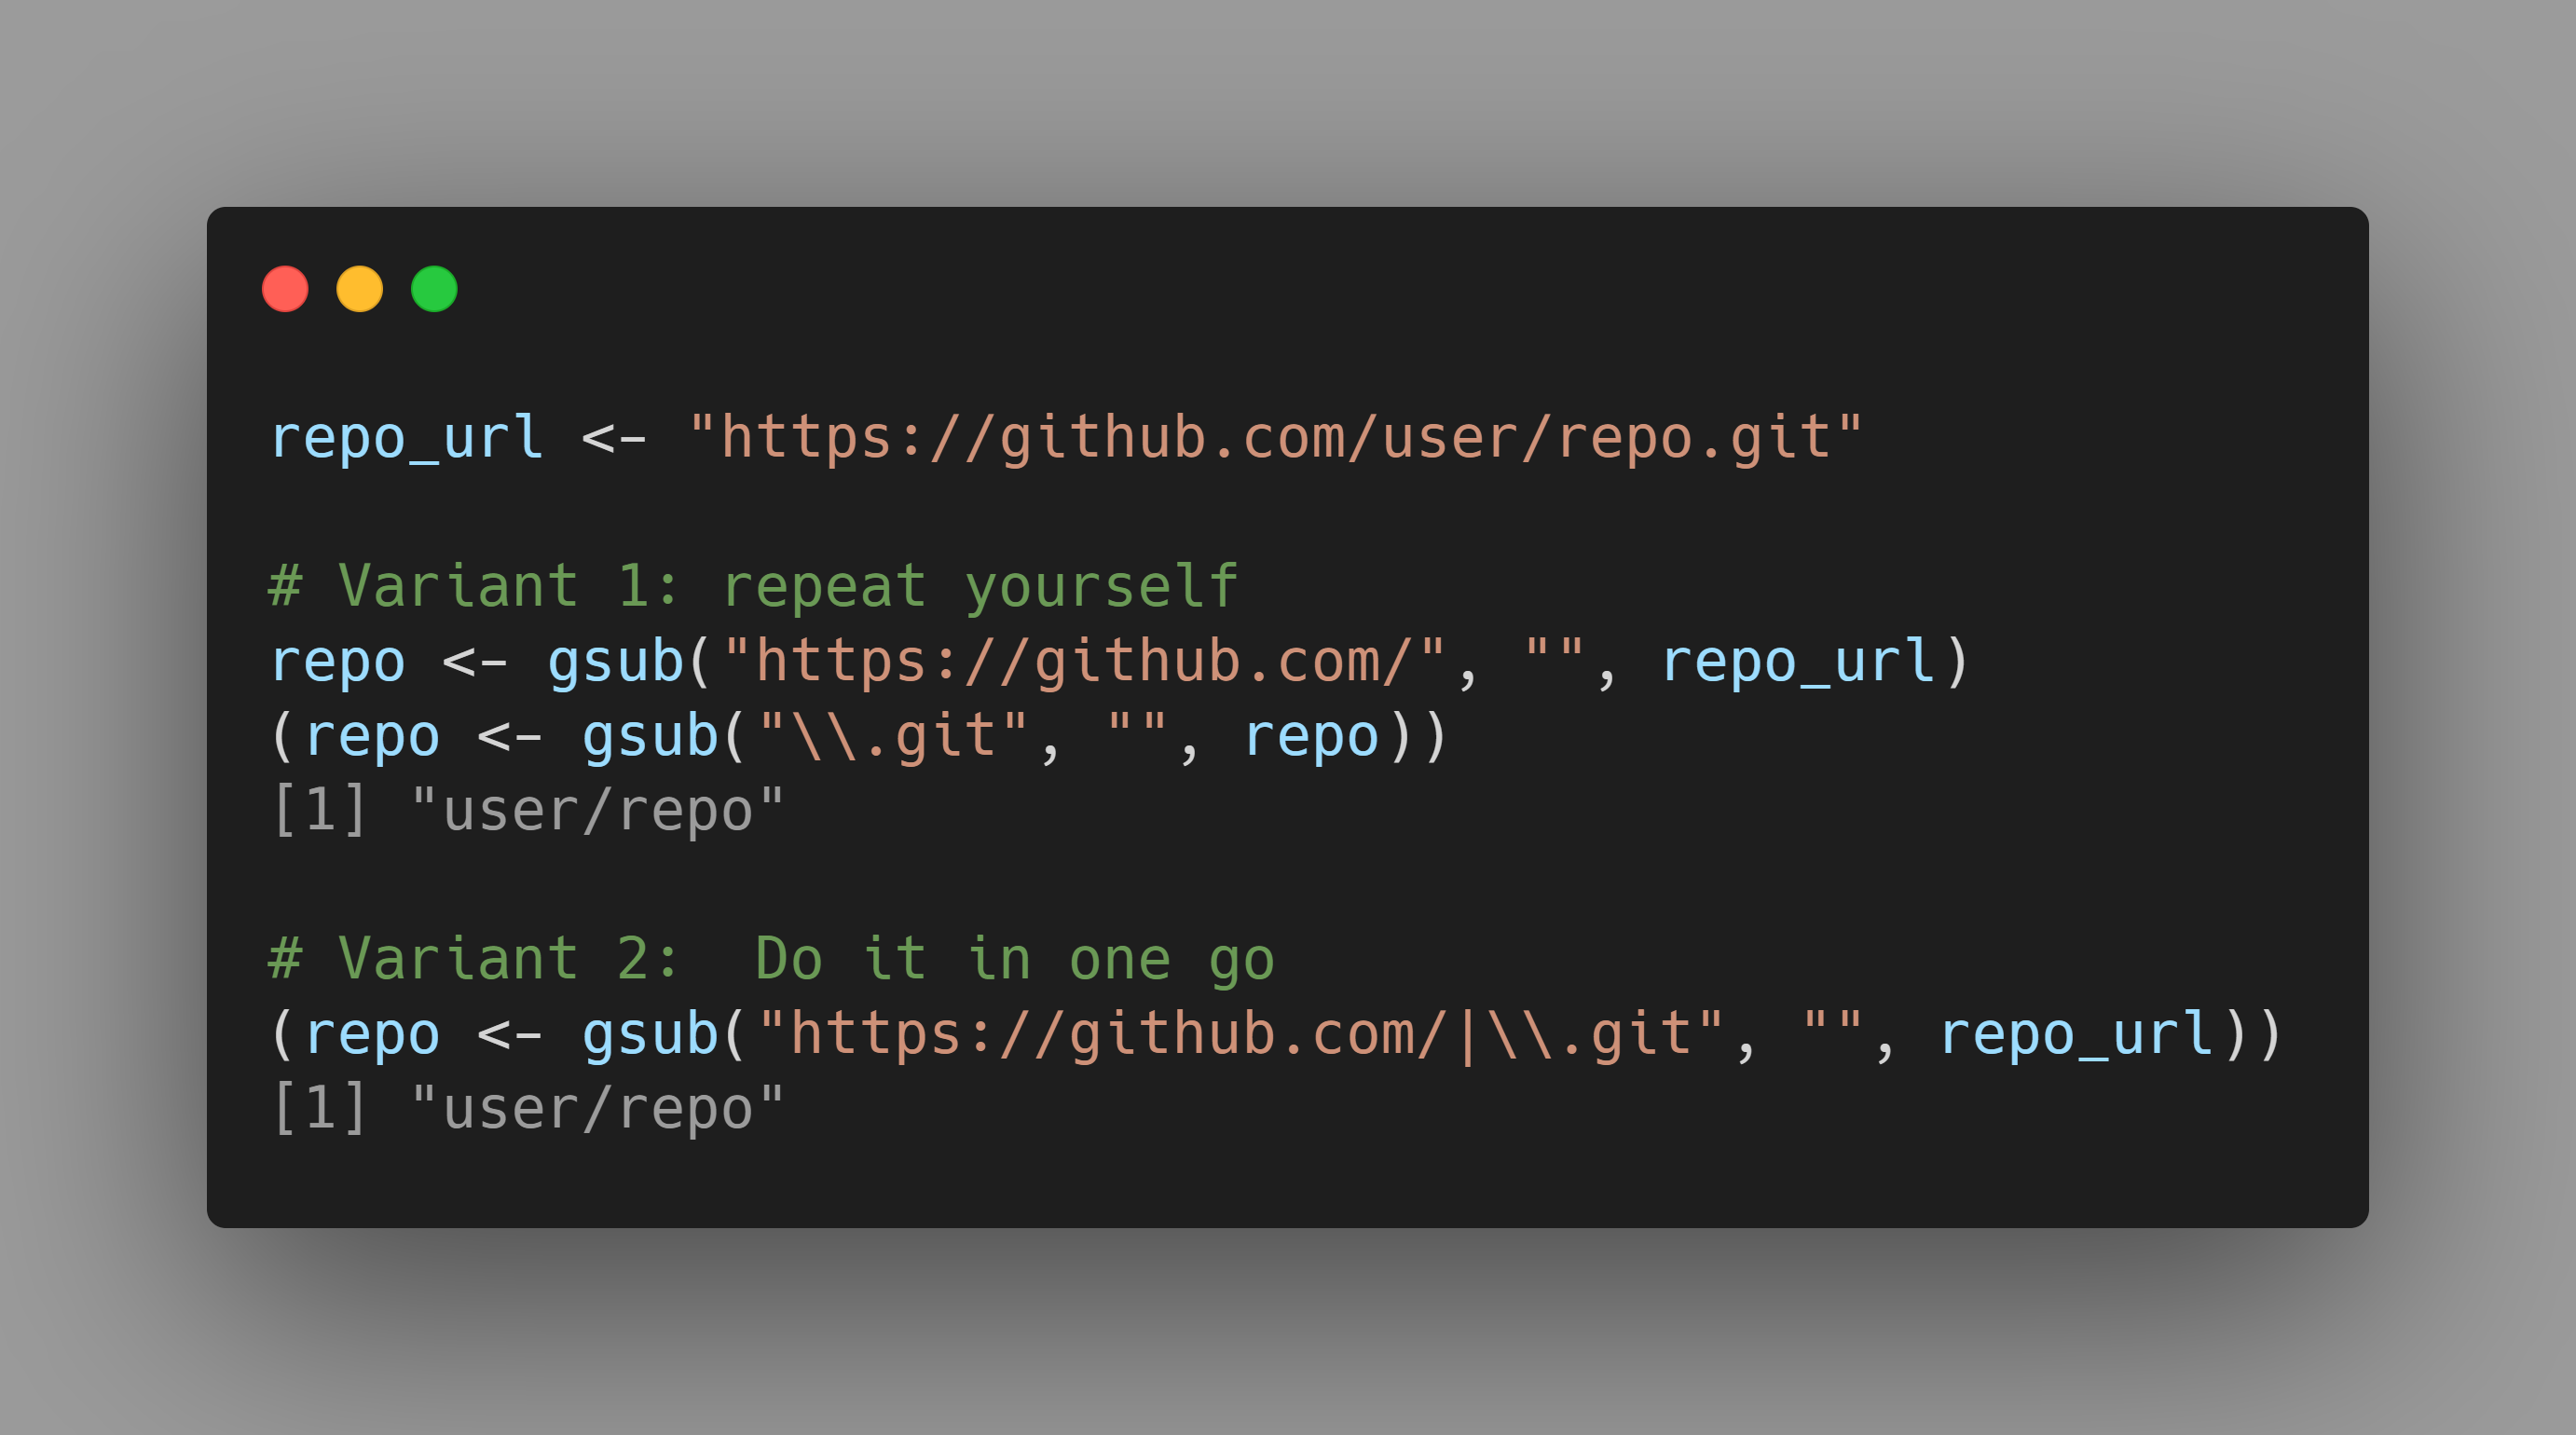 repo_url <- "https://github.com/user/repo.git"
# Variant 1: repeat yourself
repo <- gsub("https://github.com/", "", repo_url)
(repo <- gsub("\\.git", "", repo))
[1] "user/repo"
# Variant 2:  Do it in one go
(repo <- gsub("https://github.com/|\\.git", "", repo_url))
[1] "user/repo"